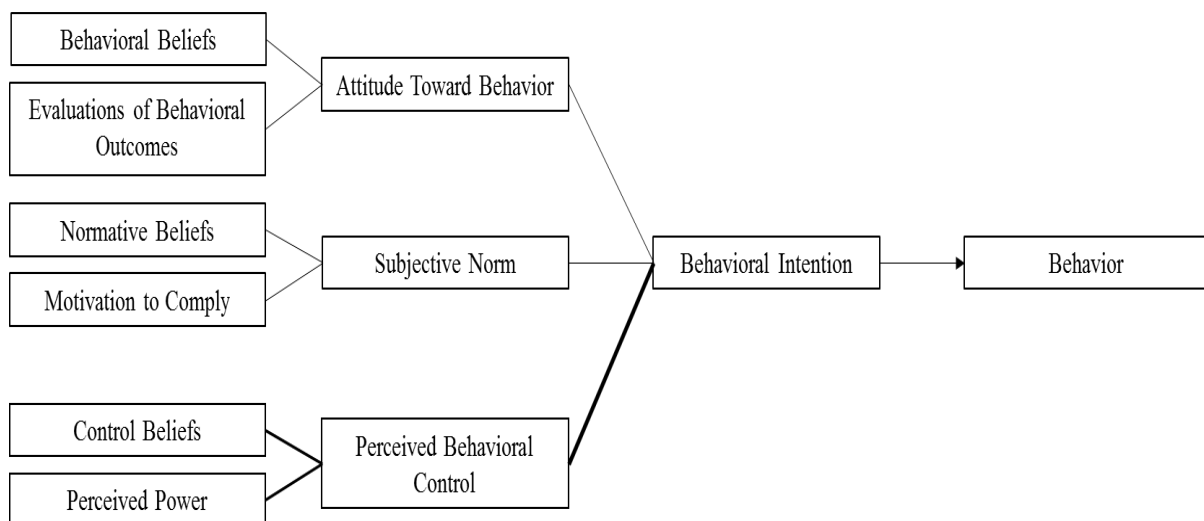 Behavioral Beliefs
Evaluations of Behavioral
Outcomes
Attitude Toward Behavior
Normative Beliefs
Motivation to Comply
Subjective Norm
Behavioral Intention
Behavior
Control Beliefs
Perceived Power
Perceived Behavioral
Control